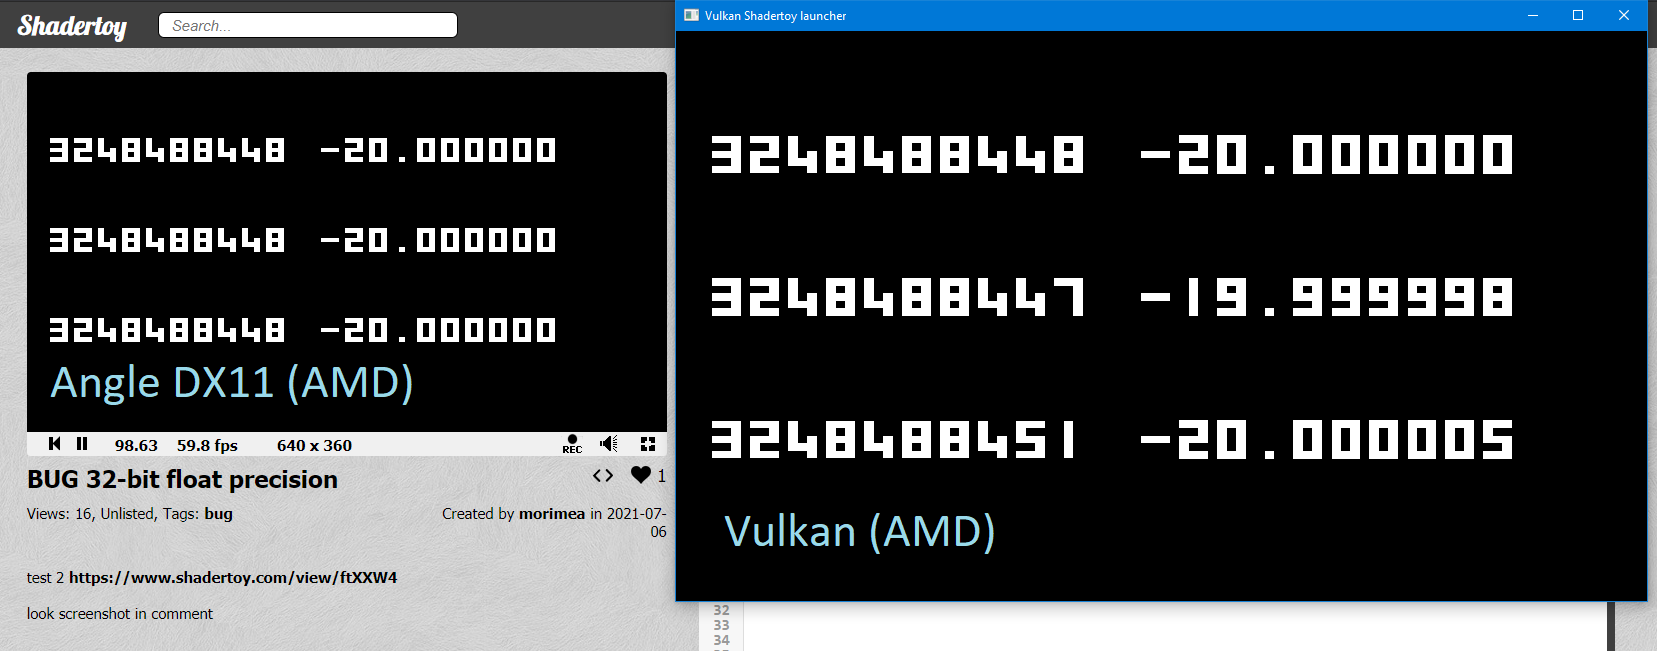 Shadertoy
Search...
3248488448 -20.000000
3248488448 -20.000000
3248488448 -20.000000
Angle DX11 (AMD)
98.63 59.8 fps 640 x 360
REC
BUG 32-bit float precision
1
Views: 16, Unlisted, Tags: bug
Created by morimea in 2021-07-
06
test 2 https://www.shadertoy.com/view/ftXXW4
look screenshot in comment
Vulkan Shadertoy launcher
3248488448 -20.000000
3248488447 -19.999998
3248488451 -20.000005
Vulkan (AMD)
32
33
34